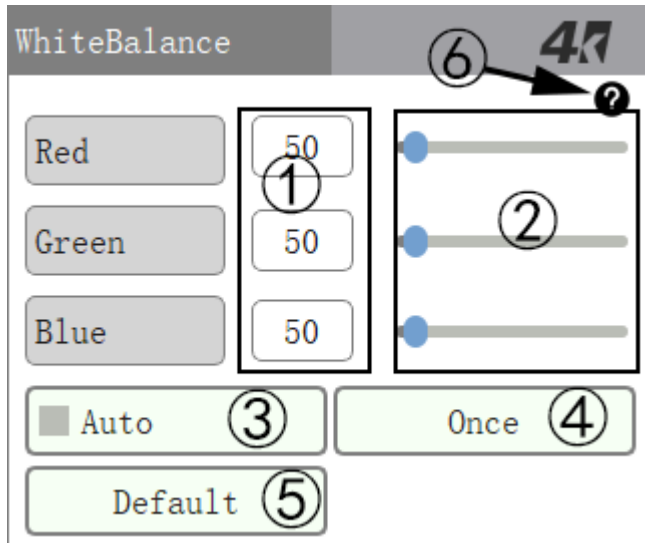 WhiteBalance 4K
⑥
?
Red 50
①
②
Green 50
Blue 50
Auto ③ Once ④
Default ⑤